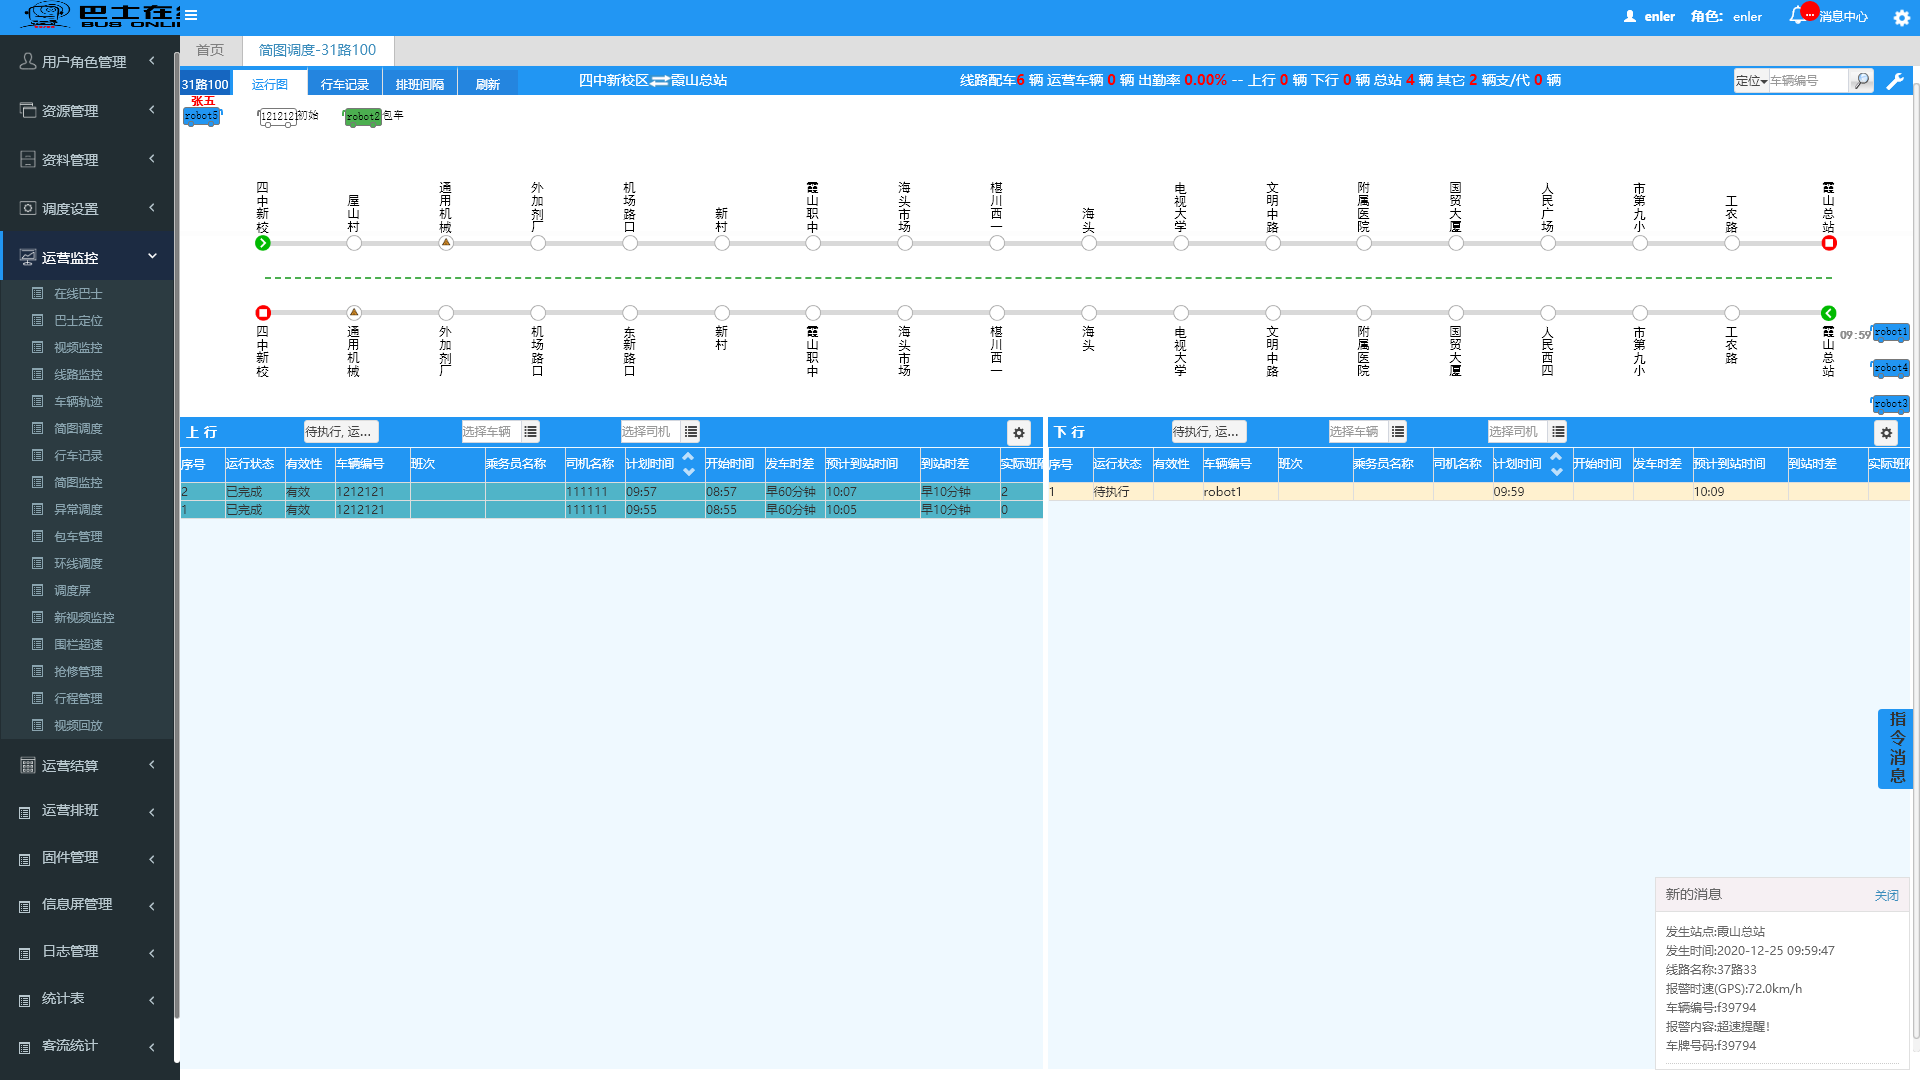 巴士在线
BUS ONLI
enler 角色: enler 消息中心
首页 简图调度-31路100
31路100 运行图 行车记录 排班间隔 刷新 四中新校区⇌霞山总站 线路配车6 辆 运营车辆 0 辆 出勤率 0.00% -- 上行 0 辆 下行 0 辆 总站 4 辆 其它 2 辆支/代 0 辆 定位 车辆编号
用户角色管理
资源管理
资料管理
调度设置
运营监控
在线巴士
巴士定位
视频监控
线路监控
车辆轨迹
简图调度
行车记录
简图监控
异常调度
包车管理
环线调度
调度屏
新视频监控
围栏超速
抢修管理
行程管理
视频回放
运营结算
运营排班
固件管理
信息屏管理
日志管理
统计表
客流统计
张五
robot5 1212121 初始 robot2 包车
四中新校 屋山村 通用机械 外加剂厂 机场路口 新村 霞山职中 海头市场 椹川西一 海头 电视大学 文明中路 附属医院 国贸大厦 人民广场 市第九小 工农路 霞山总站
四中新校 通用机械 外加剂厂 机场路口 东新路口 新村 霞山职中 海头市场 椹川西一 海头 电视大学 文明中路 附属医院 国贸大厦 人民西四 市第九小 工农路 霞山总站
09:59 robot1
robot4
robot3
上 行 待执行, 运... 选择车辆 选择司机
序号 运行状态 有效性 车辆编号 班次 乘务员名称 司机名称 计划时间 开始时间 发车时差 预计到站时间 到站时差 实际班
2 已完成 有效 1212121 111111 09:57 08:57 早60分钟 10:07 早10分钟 2
1 已完成 有效 1212121 111111 09:55 08:55 早60分钟 10:05 早10分钟 0
下 行 待执行, 运... 选择车辆 选择司机
序号 运行状态 有效性 车辆编号 班次 乘务员名称 司机名称 计划时间 开始时间 发车时差 预计到站时间 到站时差 实际班
1 待执行 robot1 09:59 10:09
指令消息
新的消息 关闭
发生站点:霞山总站
发生时间:2020-12-25 09:59:47
线路名称:37路33
报警时速(GPS):72.0km/h
车辆编号:f39794
报警内容:超速提醒!
车牌号码:f39794